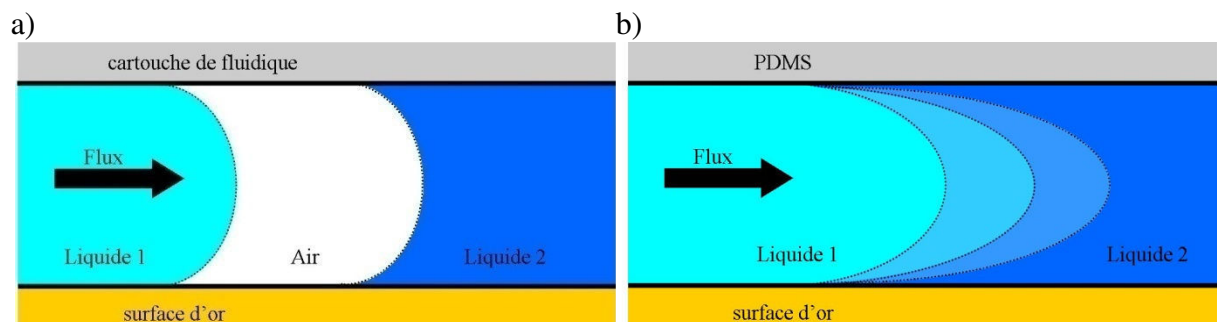 a)
cartouche de fluidique
Flux
Liquide 1
Air
Liquide 2
surface d'or
b)
PDMS
Flux
Liquide 1
Liquide 2
surface d'or